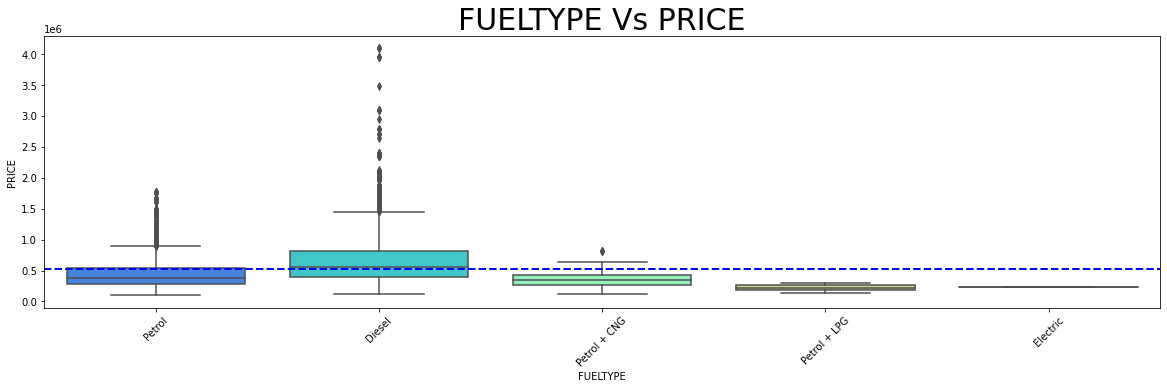 FUELTYPE Vs PRICE
1e6
4.0
3.5
3.0
2.5
2.0
1.5
1.0
0.5
0.0
PRICE
Petrol
Diesel
Petrol + CNG
Petrol + LPG
Electric
FUELTYPE